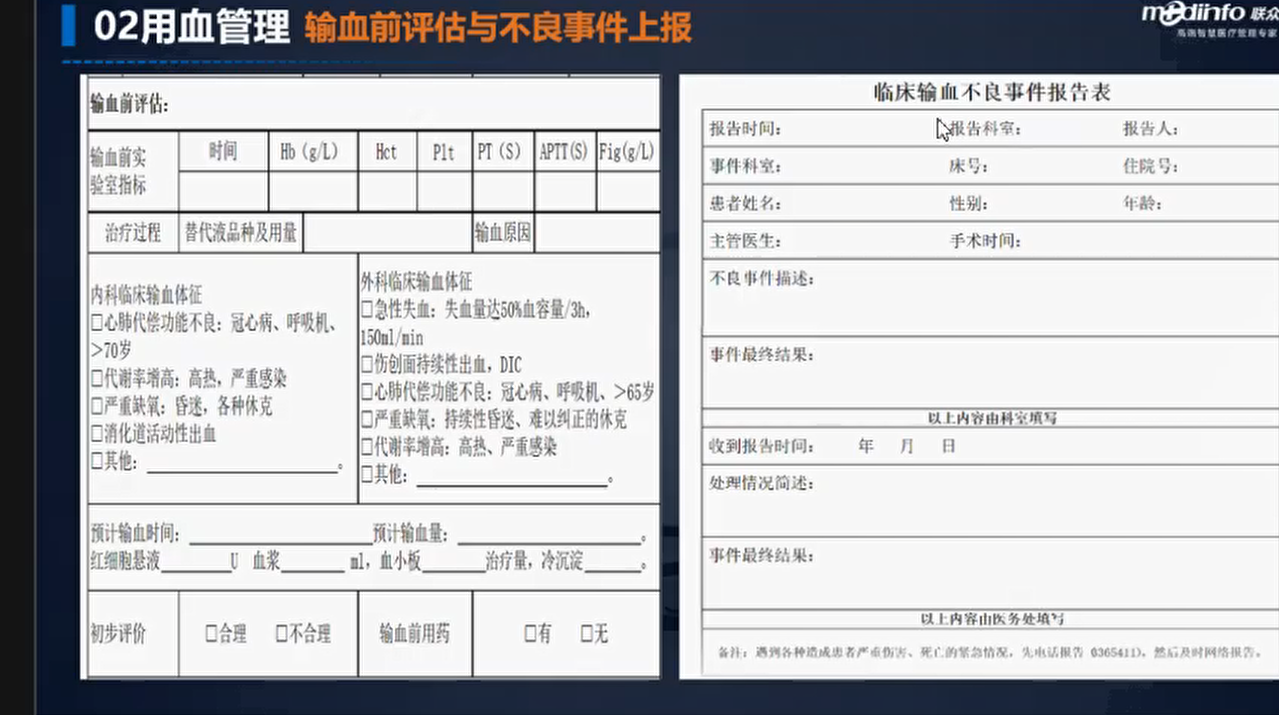 02用血管理 输血前评估与不良事件上报
medinfo 联众
高端智慧医疗管理专家
输血前评估:
输血前实验室指标 时间 Hb (g/L) Hct Plt PT (S) APTT(S) Fig(g/L)
治疗过程 替代液品种及用量 输血原因
内科临床输血体征
□心肺代偿功能不良: 冠心病、呼吸机、
>70岁
□代谢率增高: 高热, 严重感染
□严重缺氧: 昏迷, 各种休克
□消化道活动性出血
□其他: ________。
外科临床输血体征
□急性失血: 失血量达50%血容量/3h,
150ml/min
□伤创面持续性出血, DIC
□心肺代偿功能不良: 冠心病、呼吸机、>65岁
□严重缺氧: 持续性昏迷、难以纠正的休克
□代谢率增高: 高热、严重感染
□其他: ________。
预计输血时间: ________预计输血量: ________。
红细胞悬液______U 血浆______ ml, 血小板______治疗量, 冷沉淀______。
初步评价 □合理 □不合理 输血前用药 □有 □无
临床输血不良事件报告表
报告时间: 报告科室: 报告人:
事件科室: 床号: 住院号:
患者姓名: 性别: 年龄:
主管医生: 手术时间:
不良事件描述:
事件最终结果:
以上内容由科室填写
收到报告时间: 年 月 日
处理情况简述:
事件最终结果:
以上内容由医务处填写
备注: 遇到各种造成患者严重伤害、死亡的紧急情况, 先电话报告 (6365411), 然后及时网络报告。